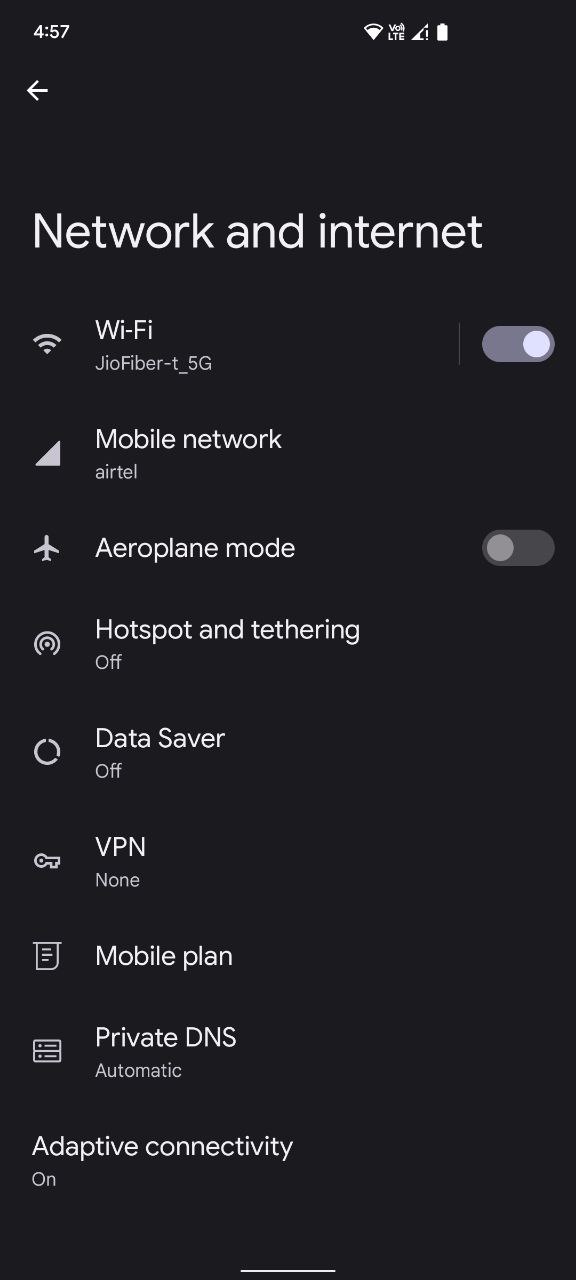 4:57
Vo)) LTE
Network and internet
Wi-Fi
JioFiber-t_5G
Mobile network
airtel
Aeroplane mode
Hotspot and tethering
Off
Data Saver
Off
VPN
None
Mobile plan
Private DNS
Automatic
Adaptive connectivity
On